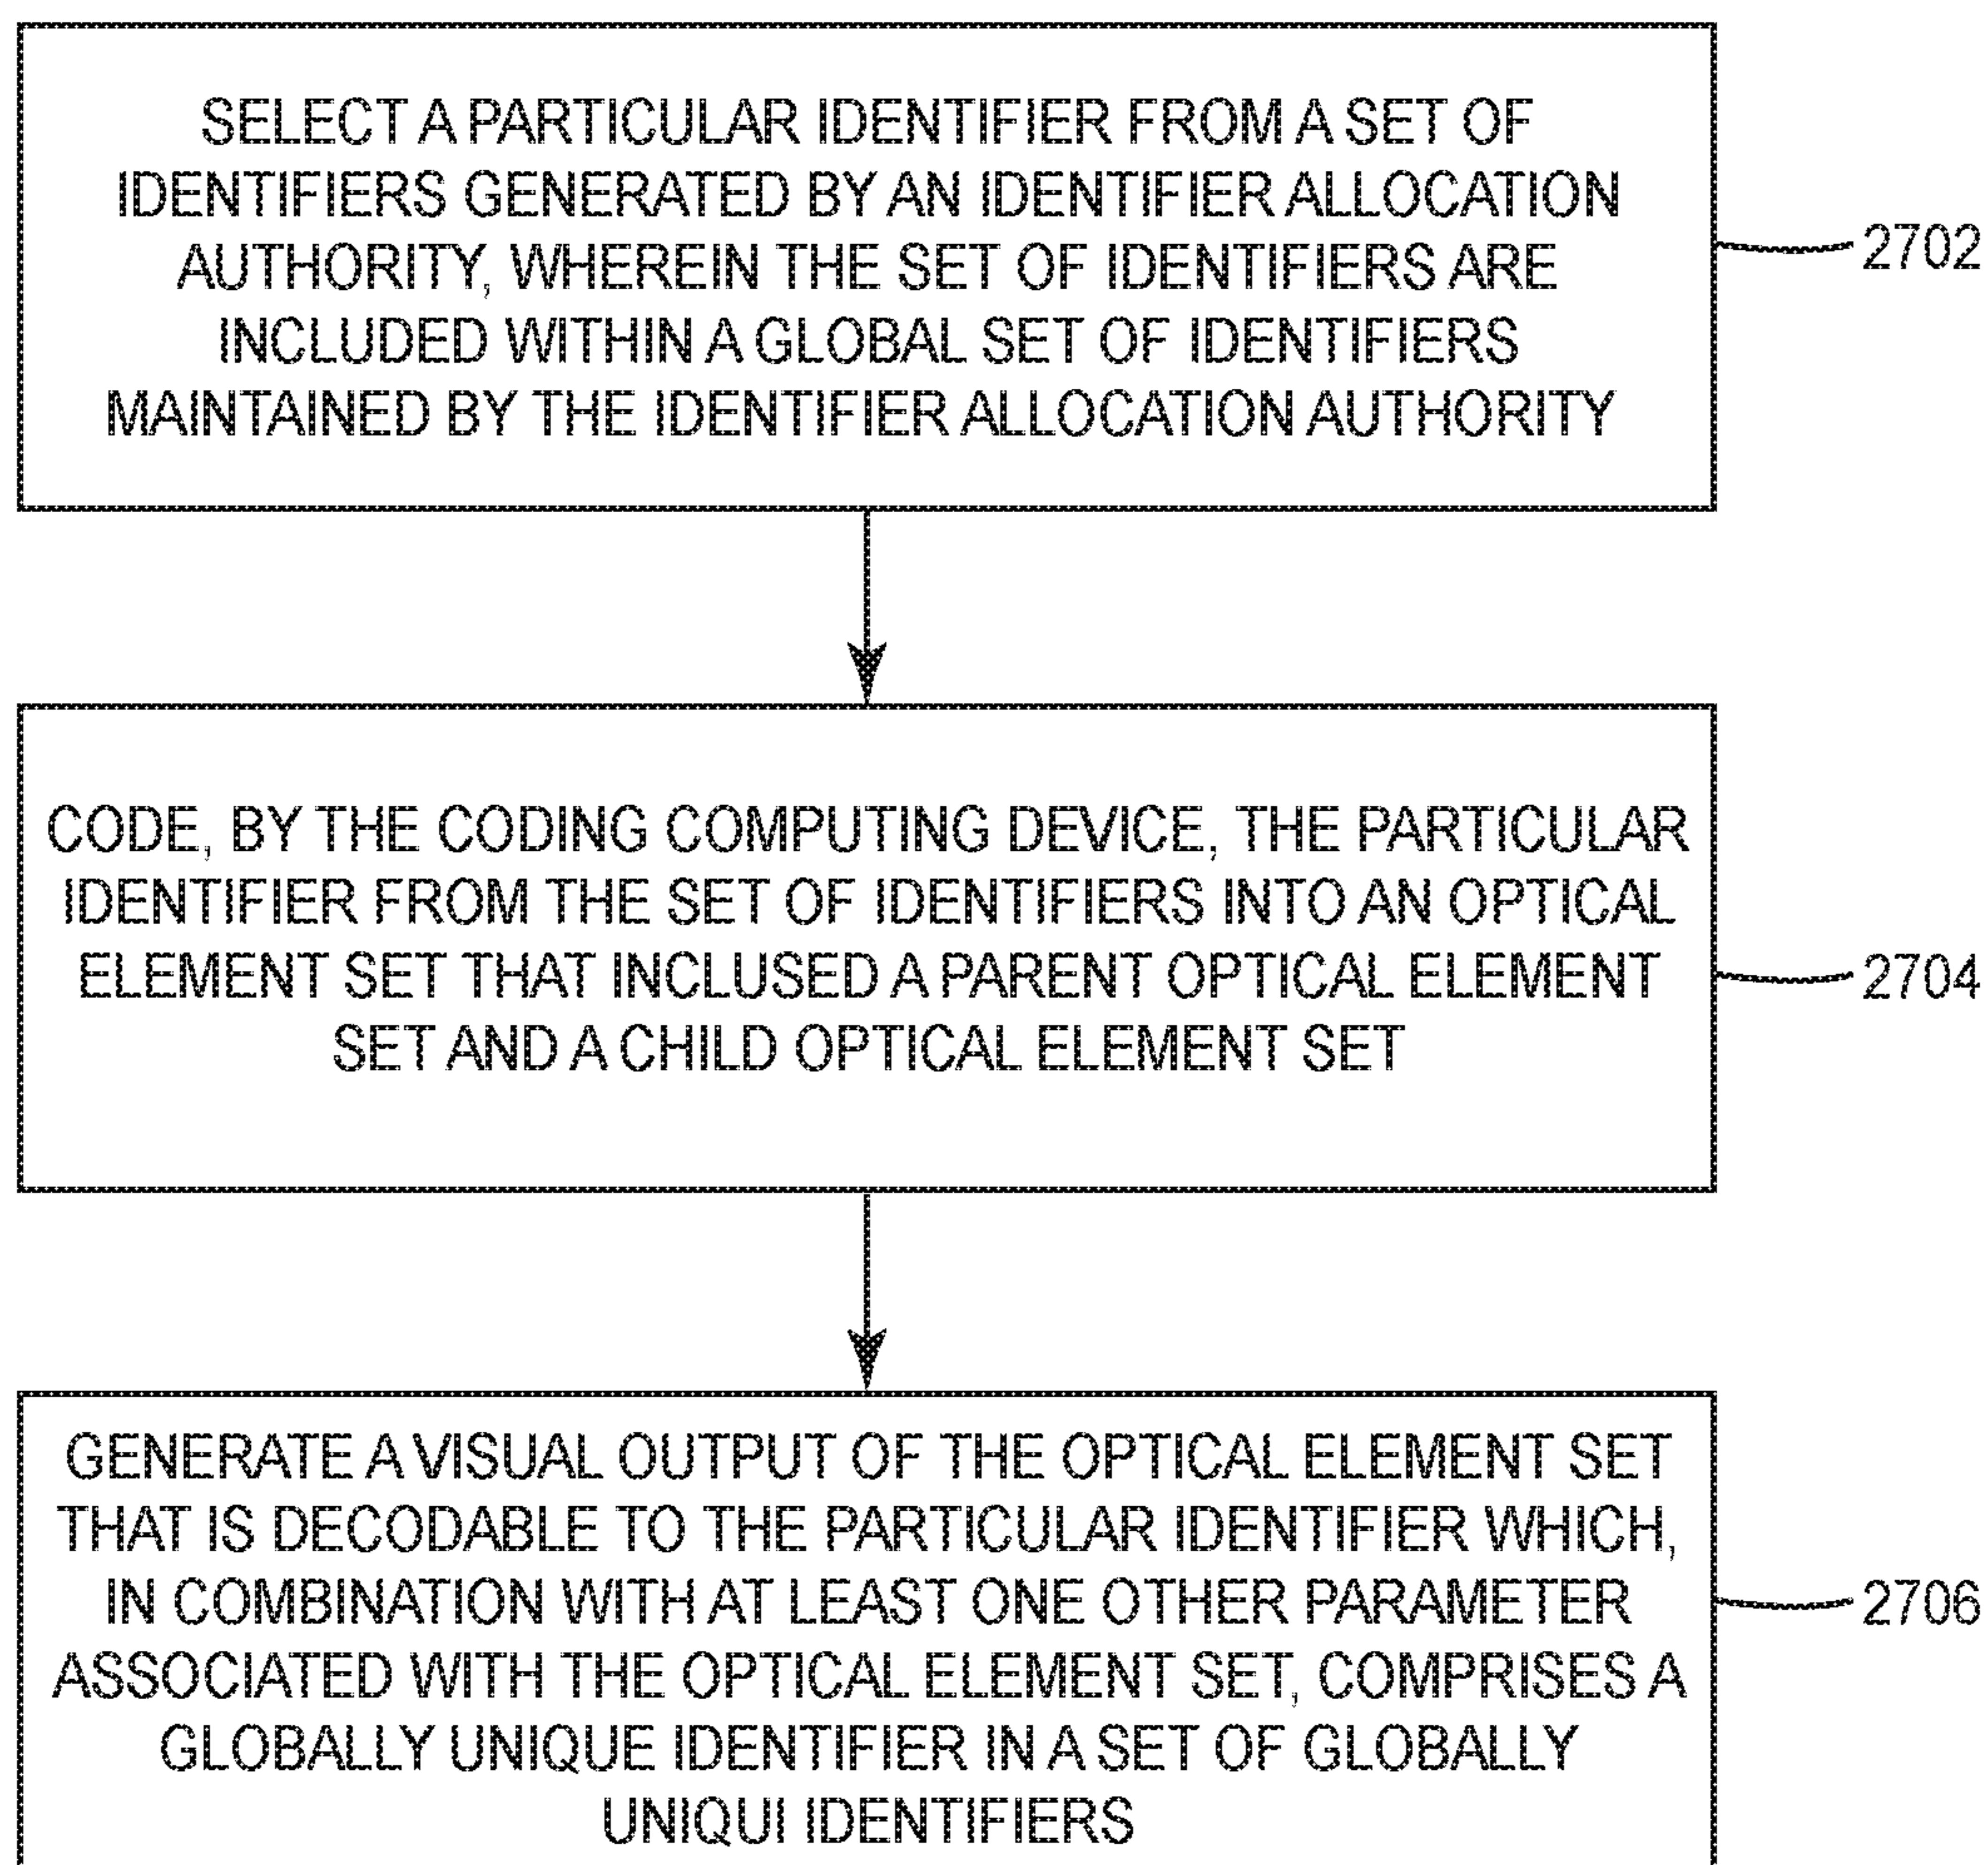 SELECT A PARTICULAR IDENTIFIER FROM A SET OF
IDENTIFIERS GENERATED BY AN IDENTIFIER ALLOCATION
AUTHORITY, WHEREIN THE SET OF IDENTIFIERS ARE
INCLUDED WITHIN A GLOBAL SET OF IDENTIFIERS
MAINTAINED BY THE IDENTIFIER ALLOCATION AUTHORITY
2702
CODE, BY THE CODING COMPUTING DEVICE, THE PARTICULAR
IDENTIFIER FROM THE SET OF IDENTIFIERS INTO AN OPTICAL
ELEMENT SET THAT INCLUSED A PARENT OPTICAL ELEMENT
SET AND A CHILD OPTICAL ELEMENT SET
2704
GENERATE A VISUAL OUTPUT OF THE OPTICAL ELEMENT SET
THAT IS DECODABLE TO THE PARTICULAR IDENTIFIER WHICH,
IN COMBINATION WITH AT LEAST ONE OTHER PARAMETER
ASSOCIATED WITH THE OPTICAL ELEMENT SET, COMPRISES A
GLOBALLY UNIQUE IDENTIFIER IN A SET OF GLOBALLY
UNIQUI IDENTIFIERS
2706